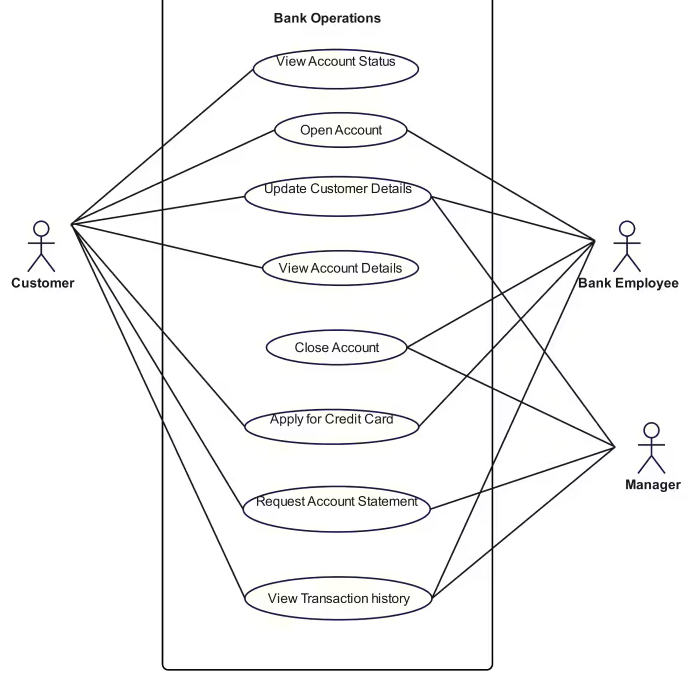 Bank Operations
View Account Status
Open Account
Update Customer Details
View Account Details
Customer
Bank Employee
Close Account
Apply for Credit Card
Manager
Request Account Statement
View Transaction history